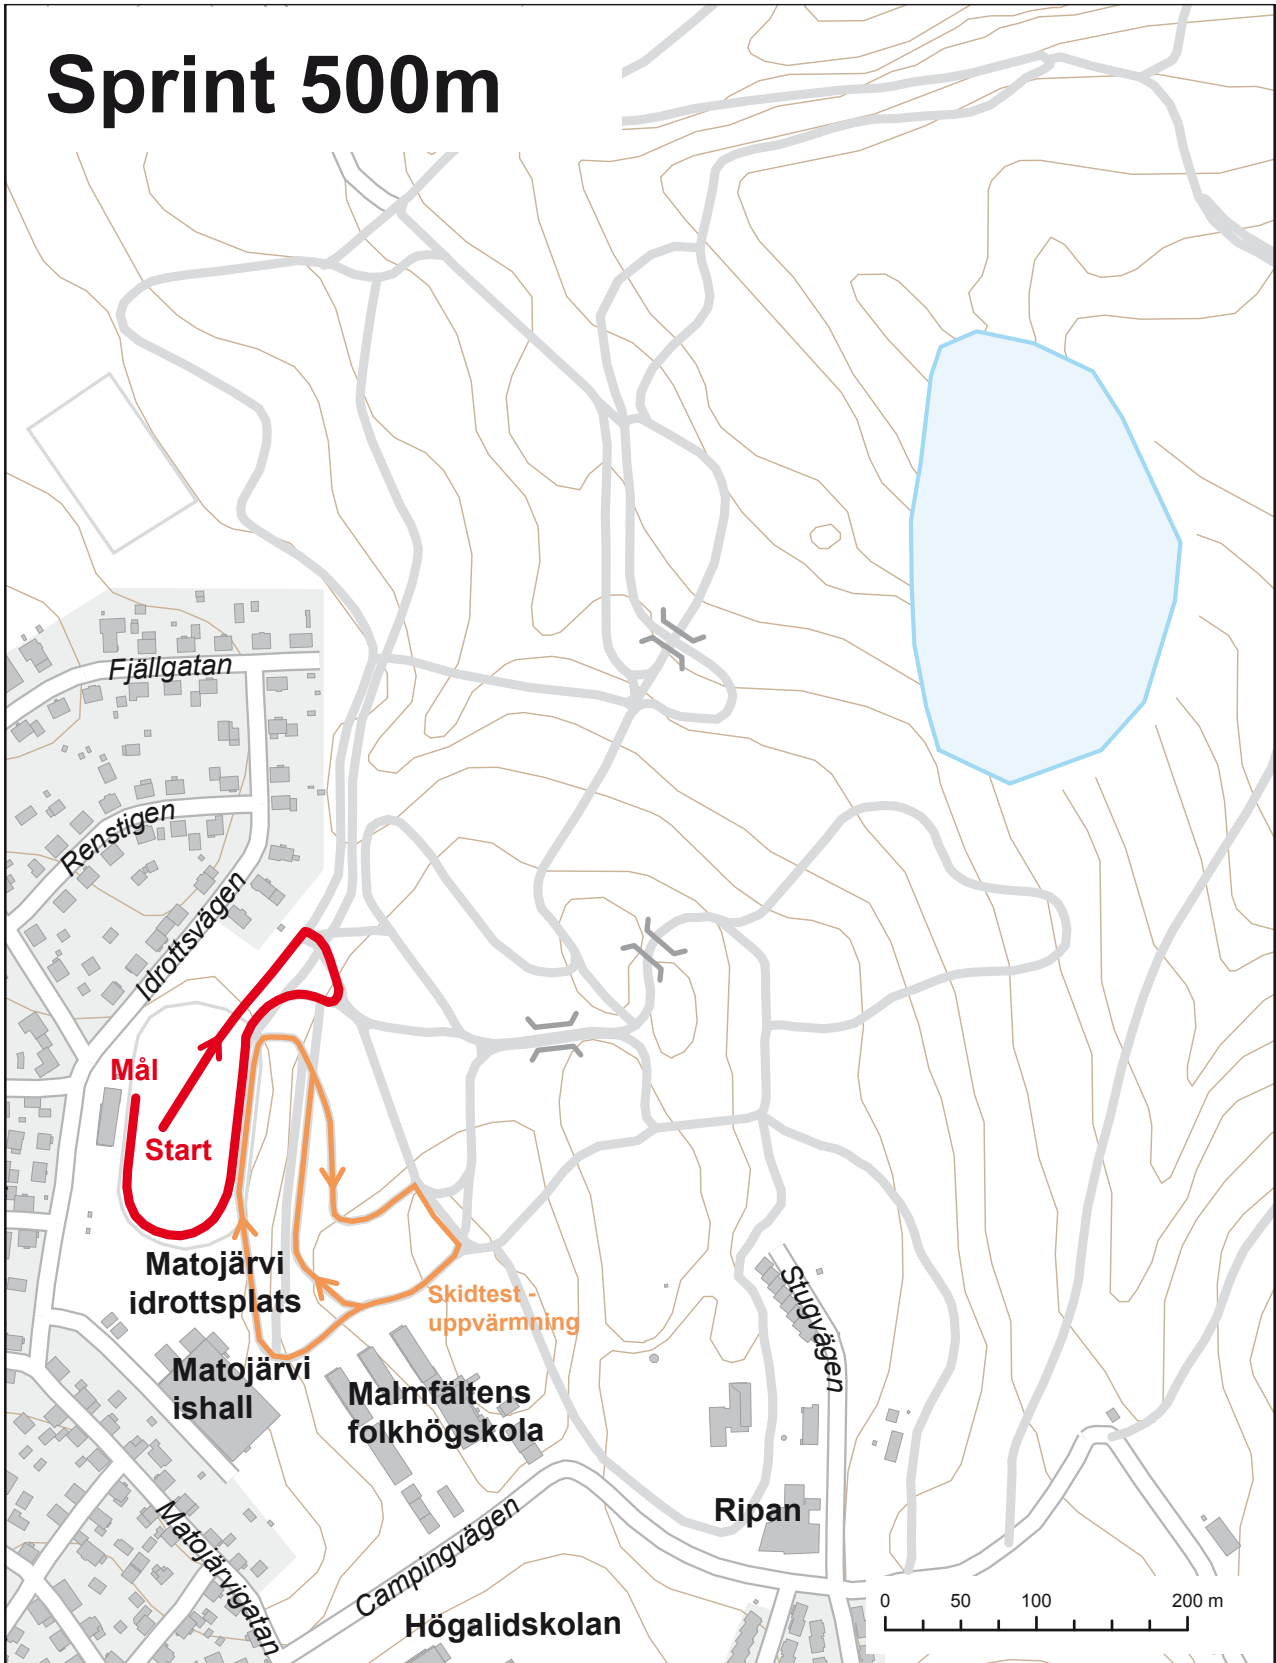 Sprint 500m
Fjällgatan
Renstigen
Idrottsvägen
Mål
Start
Matojärvi
idrottsplats
Skidtest -
uppvärmning
Stugvägen
Matojärvi
ishall
Malmfältens
folkhögskola
Ripan
Matojärvigatan
Campingvägen
Högalidskolan
0 50 100 200 m